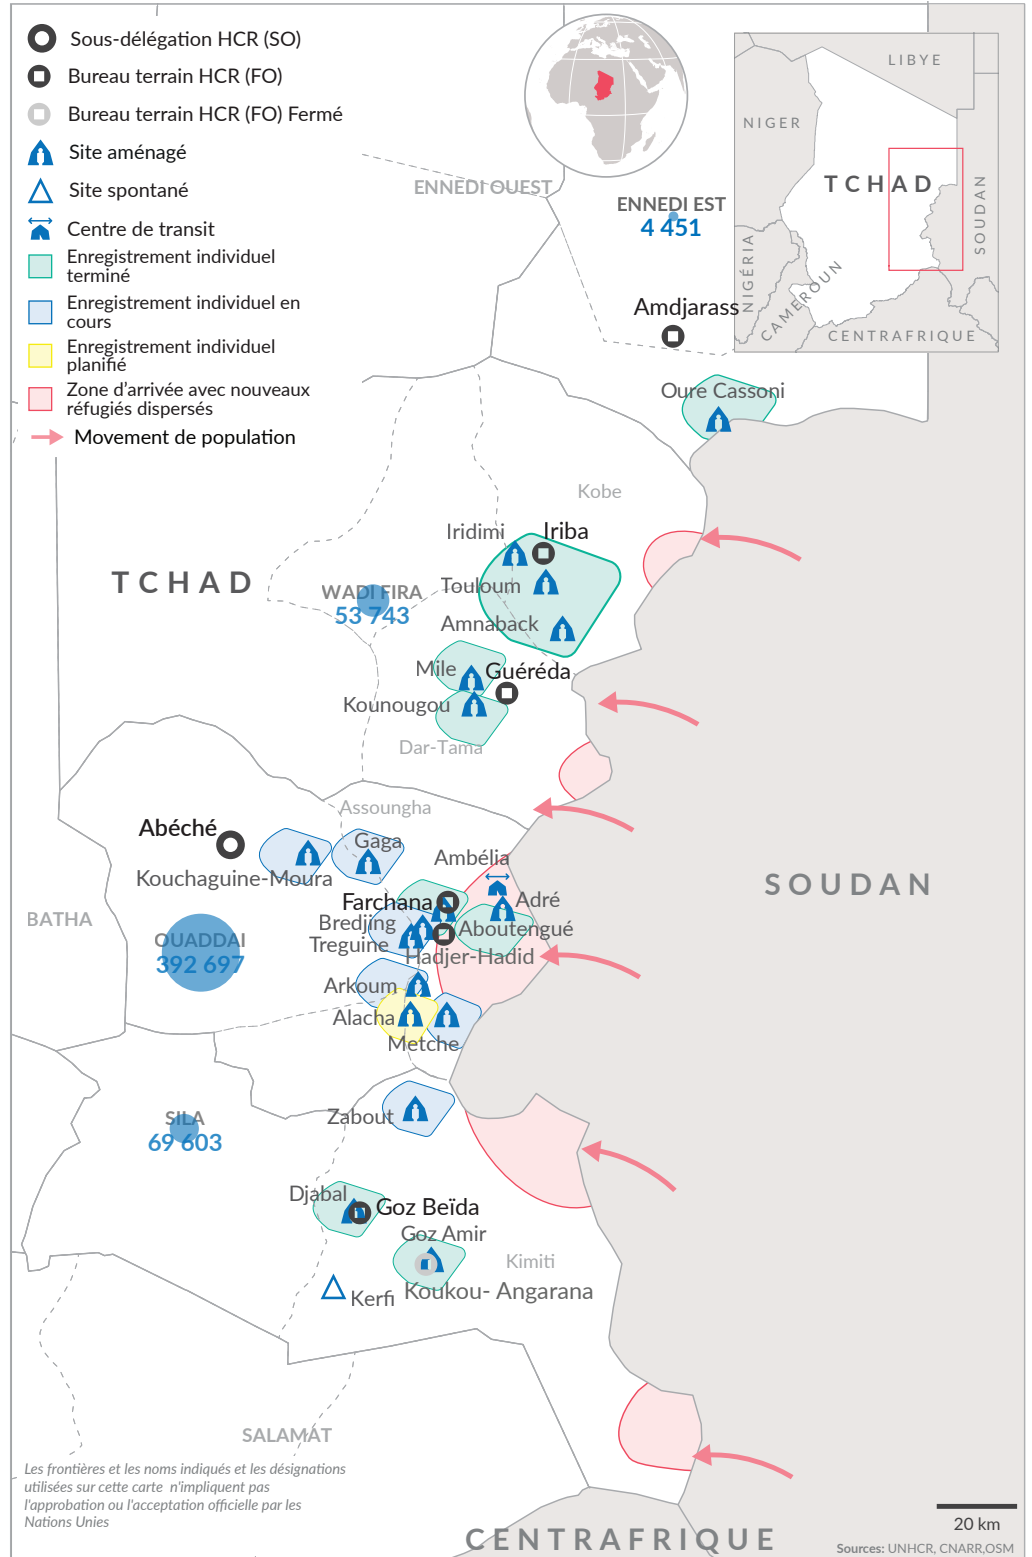 Sous-délégation HCR (SO)
Bureau terrain HCR (FO)
Bureau terrain HCR (FO) Fermé
Site aménagé
Site spontané
Centre de transit
Enregistrement individuel
terminé
Enregistrement individuel en
cours
Enregistrement individuel
planifié
Zone d'arrivée avec nouveaux
réfugiés dispersés
Movement de population
LIBYE
NIGER
TCHAD
SOUDAN
NIGÉRIA
CAMEROUN
CENTRAFRIQUE
ENNEDI OUEST
ENNEDI EST
4 451
Amdjarass
Oure Cassoni
Kobe
Iridimi
Iriba
TCHAD
WADI FIRA
53 743
Touloum
Amnaback
Mile
Guéréda
Kounougou
Dar-Tama
Assoungha
Abéché
Gaga
Kouchaguine-Moura
Ambélia
SOUDAN
Farchana
Adré
BATHA
Bredjing
Aboutengué
Treguine
OUADDAI
392 697
Hadjer-Hadid
Arkoum
Alacha
Metche
Zabout
SILA
69 603
Djabal
Goz Beïda
Goz Amir
Kimiti
Koukou- Angarana
Kerfi
SALAMAT
Les frontières et les noms indiqués et les désignations
utilisées sur cette carte n'impliquent pas
l'approbation ou l'acceptation officielle par les
Nations Unies
CENTRAFRIQUE
20 km
Sources: UNHCR, CNARR,OSM